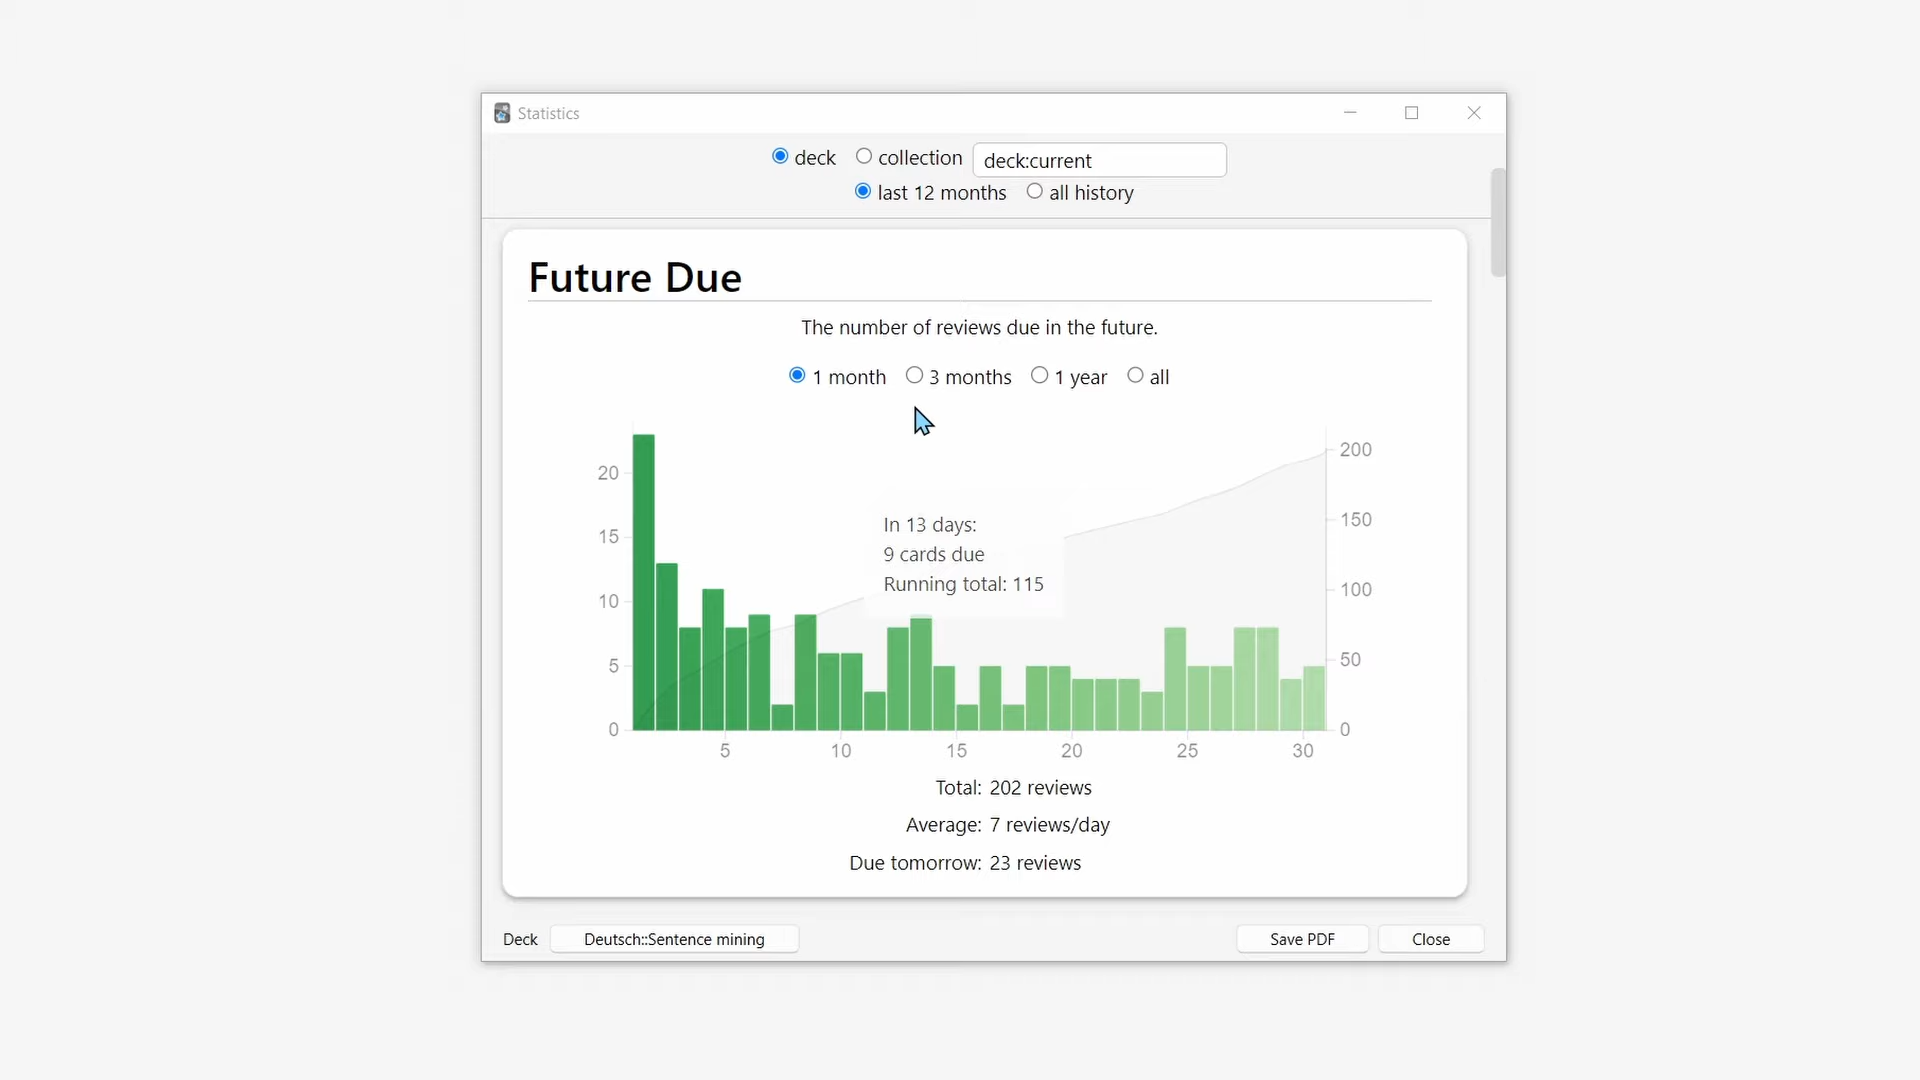 Statistics
deck collection deck:current
last 12 months all history
Future Due
The number of reviews due in the future.
1 month 3 months 1 year all
20
15
10
5
0
200
150
100
50
0
In 13 days:
9 cards due
Running total: 115
5 10 15 20 25 30
Total: 202 reviews
Average: 7 reviews/day
Due tomorrow: 23 reviews
Deck Deutsch::Sentence mining Save PDF Close